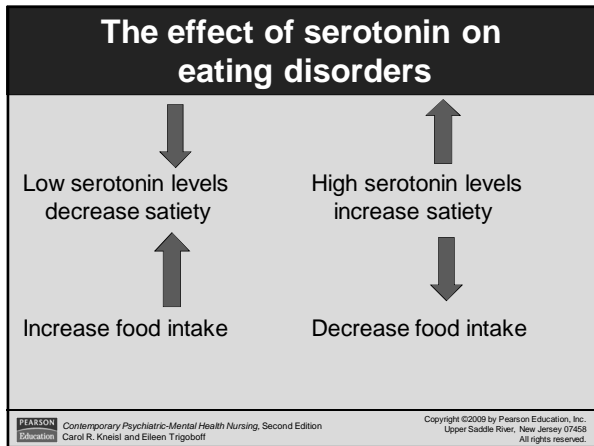 The effect of serotonin on
eating disorders
Low serotonin levels
decrease satiety
High serotonin levels
increase satiety
Increase food intake
Decrease food intake
PEARSON
Education
Contemporary Psychiatric-Mental Health Nursing, Second Edition
Carol R. Kneisl and Eileen Trigoboff
Copyright ©2009 by Pearson Education, Inc.
Upper Saddle River, New Jersey 07458
All rights reserved.